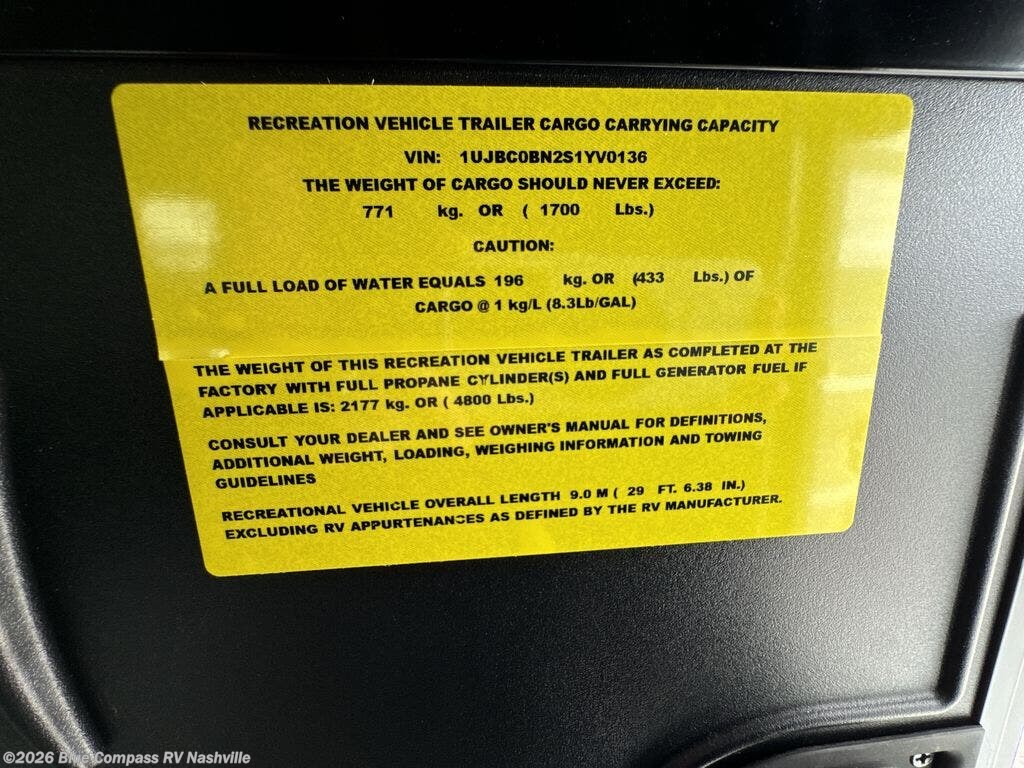 RECREATION VEHICLE TRAILER CARGO CARRYING CAPACITY
VIN: 1UJBC0BN2S1YV0136
THE WEIGHT OF CARGO SHOULD NEVER EXCEED:
771 kg. OR ( 1700 Lbs.)
CAUTION:
A FULL LOAD OF WATER EQUALS 196 kg. OR (433 Lbs.) OF
CARGO @ 1 kg/L (8.3Lb/GAL)
THE WEIGHT OF THIS RECREATION VEHICLE TRAILER AS COMPLETED AT THE
FACTORY WITH FULL PROPANE CYLINDER(S) AND FULL GENERATOR FUEL IF
APPLICABLE IS: 2177 kg. OR ( 4800 Lbs.)
CONSULT YOUR DEALER AND SEE OWNER'S MANUAL FOR DEFINITIONS,
ADDITIONAL WEIGHT, LOADING, WEIGHING INFORMATION AND TOWING
GUIDELINES
RECREATIONAL VEHICLE OVERALL LENGTH 9.0 M ( 29 FT. 6.38 IN.)
EXCLUDING RV APPURTENANCES AS DEFINED BY THE RV MANUFACTURER.
©2026 Blue Compass RV Nashville